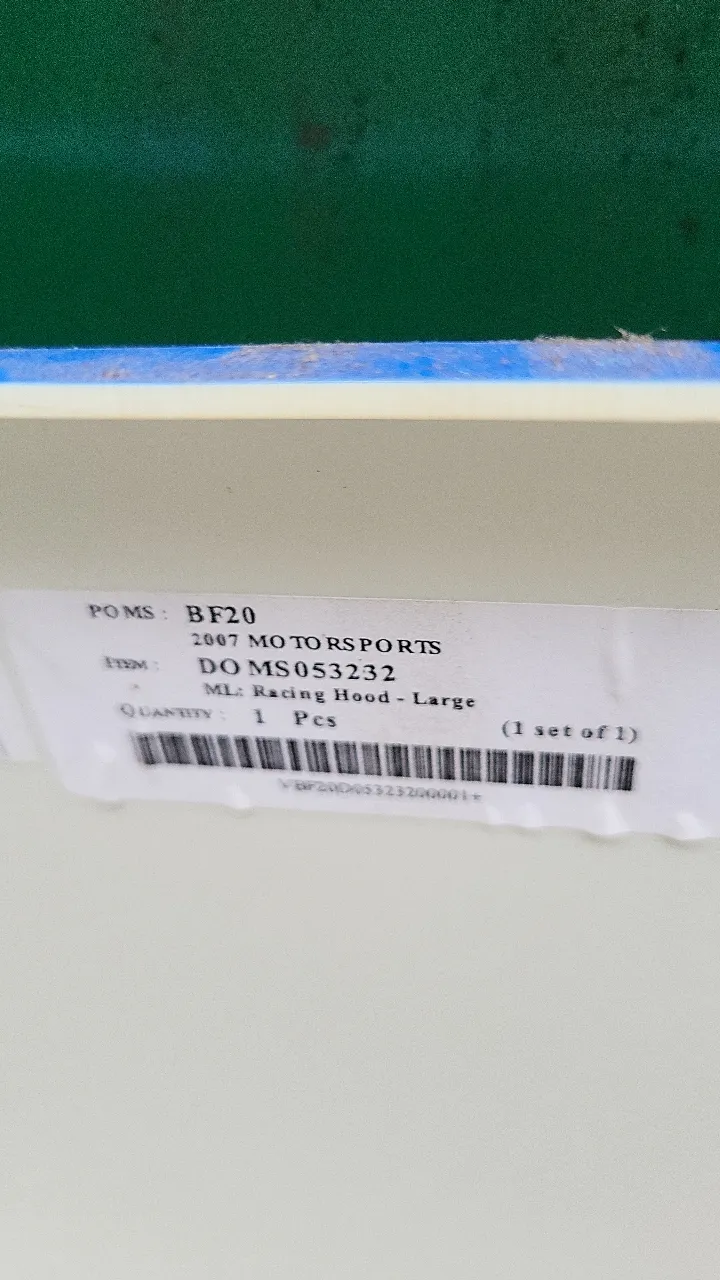 POMS: BF20
2007 MOTORSPORTS
ITEM: DOMS053232
ML: Racing Hood - Large
QUANTITY: 1 Pcs (1 set of 1)